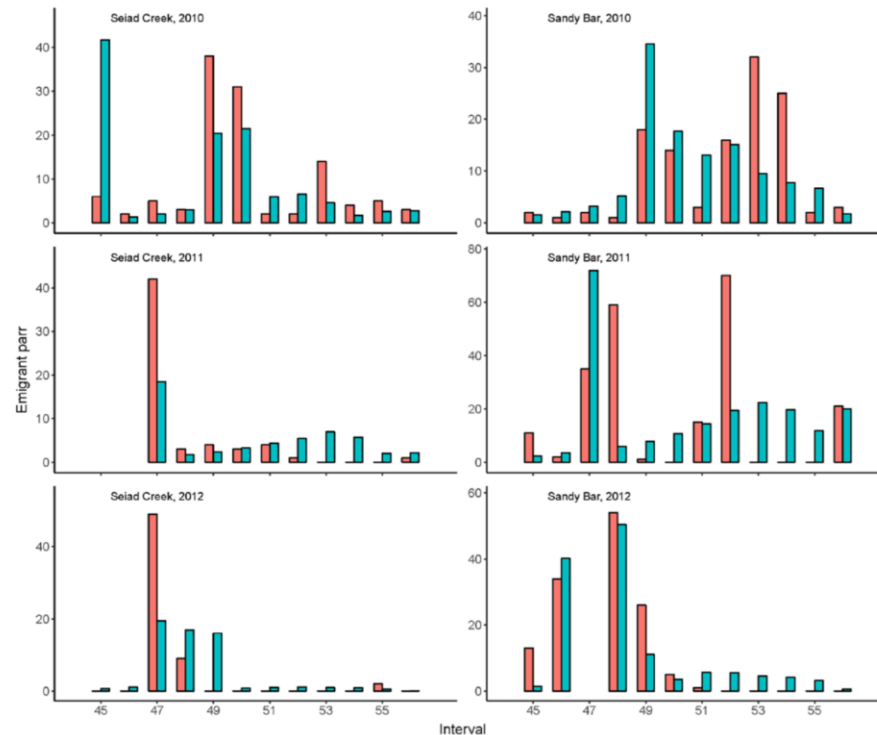 Seiad Creek, 2010
40
30
20
10
0
Sandy Bar, 2010
40
30
20
10
0
Seiad Creek, 2011
40
30
20
10
0
Sandy Bar, 2011
80
60
40
20
0
Seiad Creek, 2012
40
20
0
Sandy Bar, 2012
60
40
20
0
45 47 49 51 53 55
45 47 49 51 53 55
Emigrant parr
Interval